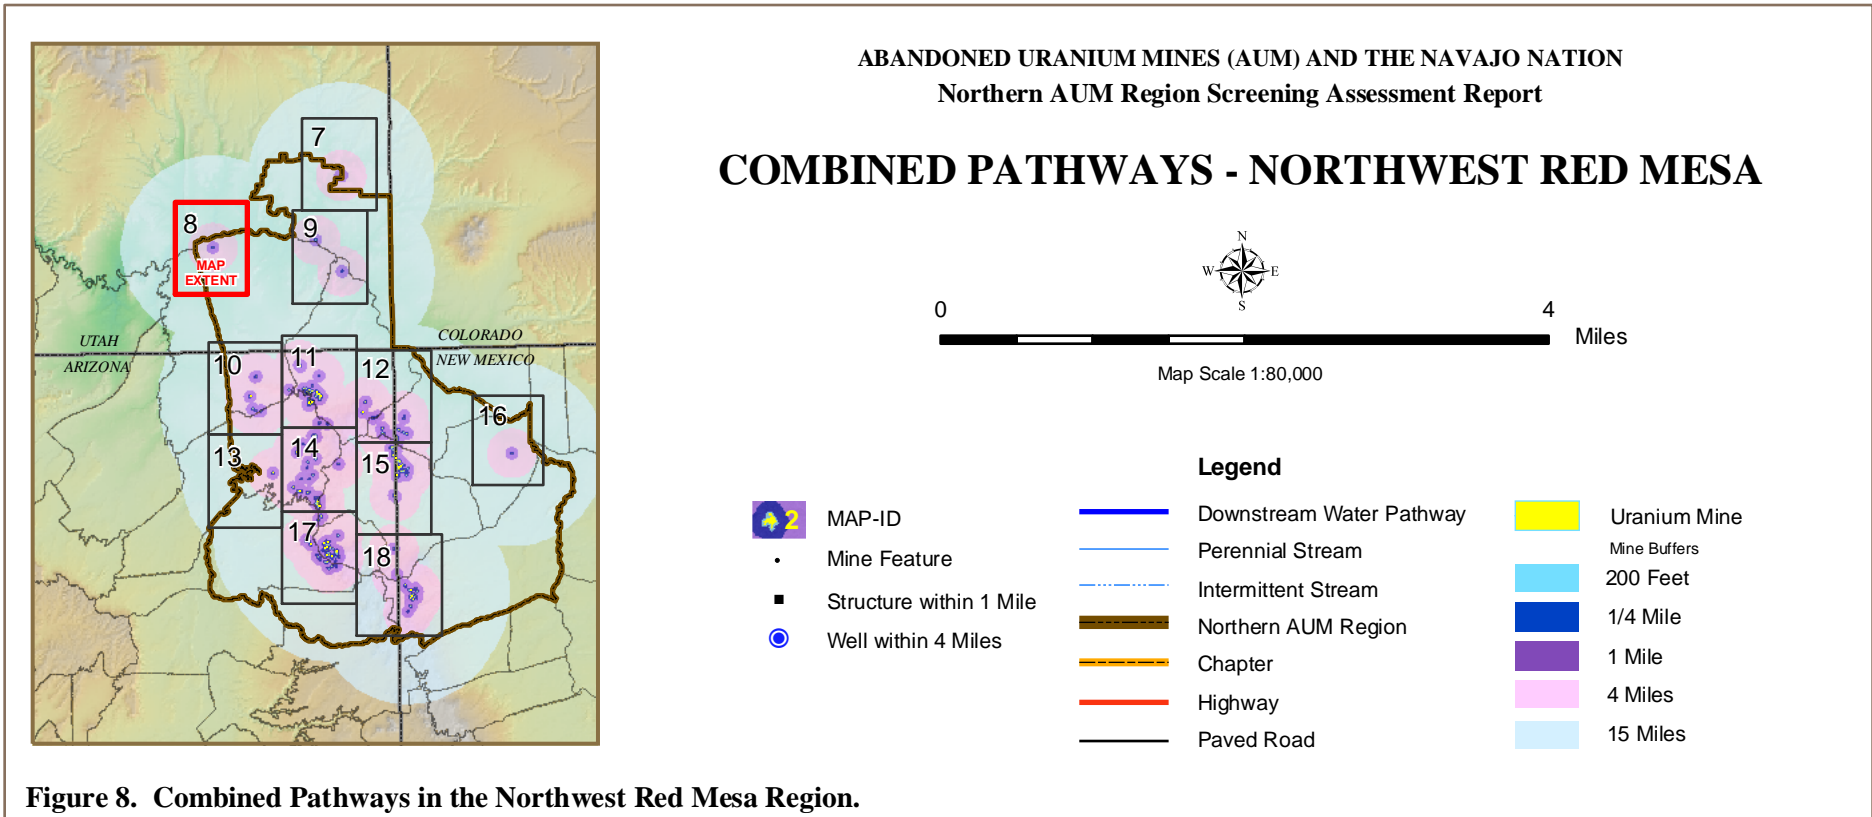 ABANDONED URANIUM MINES (AUM) AND THE NAVAJO NATION
Northern AUM Region Screening Assessment Report
COMBINED PATHWAYS - NORTHWEST RED MESA
N
W E
S
0 4
Miles
Map Scale 1:80,000
7
8
9
MAP
EXTENT
UTAH
ARIZONA
COLORADO
NEW MEXICO
10
11
12
16
13
14
15
17
18
Legend
2
MAP-ID
Mine Feature
Structure within 1 Mile
Well within 4 Miles
Downstream Water Pathway
Perennial Stream
Intermittent Stream
Northern AUM Region
Chapter
Highway
Paved Road
Uranium Mine
Mine Buffers
200 Feet
1/4 Mile
1 Mile
4 Miles
15 Miles
Figure 8. Combined Pathways in the Northwest Red Mesa Region.